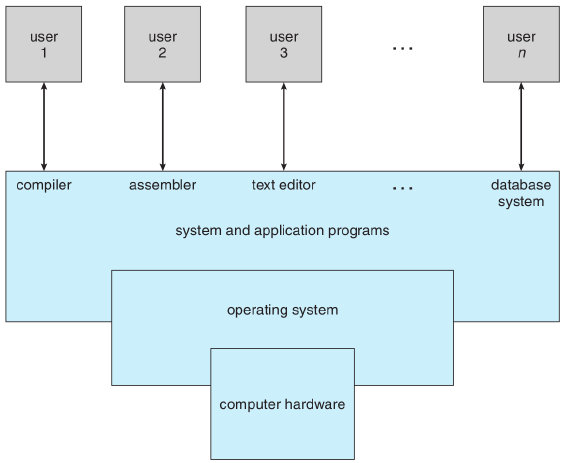 user
1
user
2
user
3
...
user
n
compiler
assembler
text editor
...
database
system
system and application programs
operating system
computer hardware